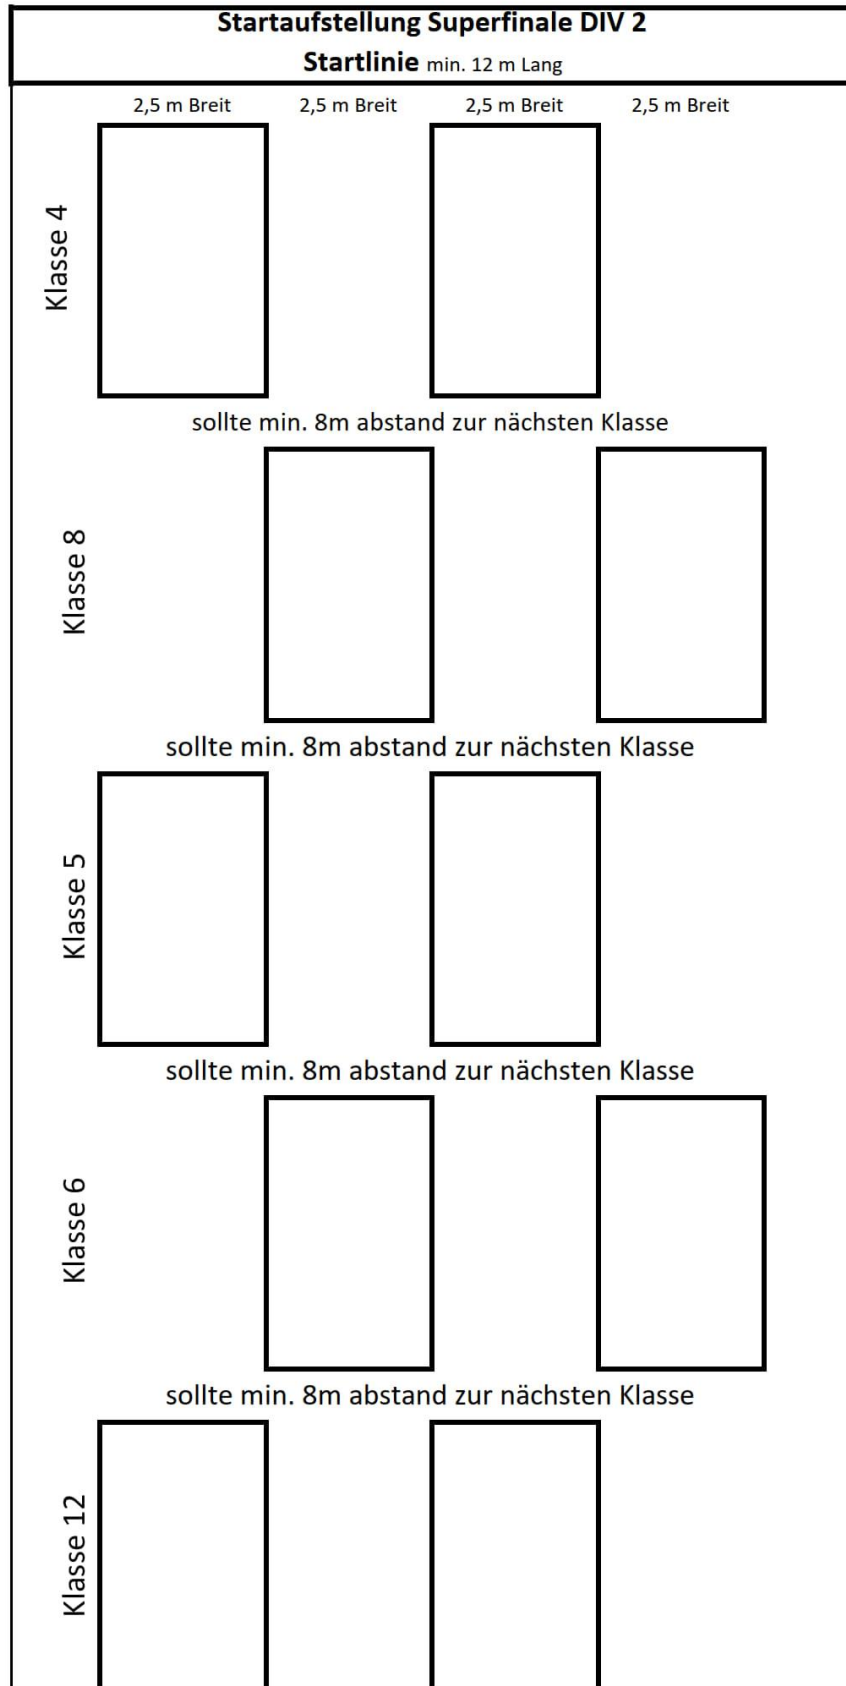 Startaufstellung Superfinale DIV 2
Startlinie min. 12 m Lang
2,5 m Breit 2,5 m Breit 2,5 m Breit 2,5 m Breit
Klasse 4
sollte min. 8m abstand zur nächsten Klasse
Klasse 8
sollte min. 8m abstand zur nächsten Klasse
Klasse 5
sollte min. 8m abstand zur nächsten Klasse
Klasse 6
sollte min. 8m abstand zur nächsten Klasse
Klasse 12